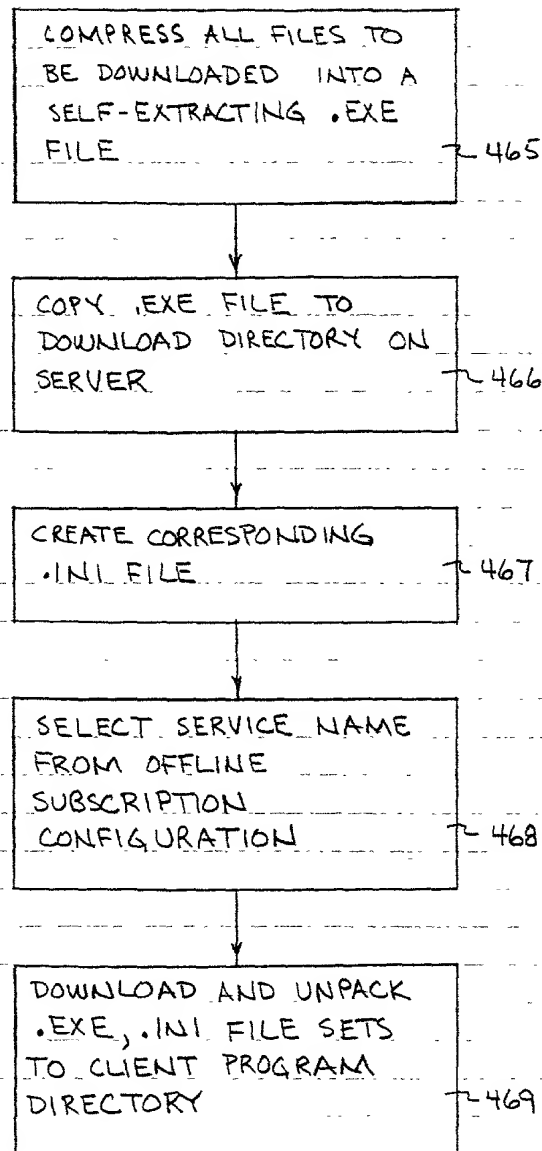 COMPRESS ALL FILES TO
BE DOWNLOADED INTO A
SELF-EXTRACTING .EXE
FILE
465
COPY .EXE FILE TO
DOWNLOAD DIRECTORY ON
SERVER
466
CREATE CORRESPONDING
.INI FILE
467
SELECT SERVICE NAME
FROM OFFLINE
SUBSCRIPTION
CONFIGURATION
468
DOWNLOAD AND UNPACK
.EXE, .INI FILE SETS
TO CLIENT PROGRAM
DIRECTORY
469